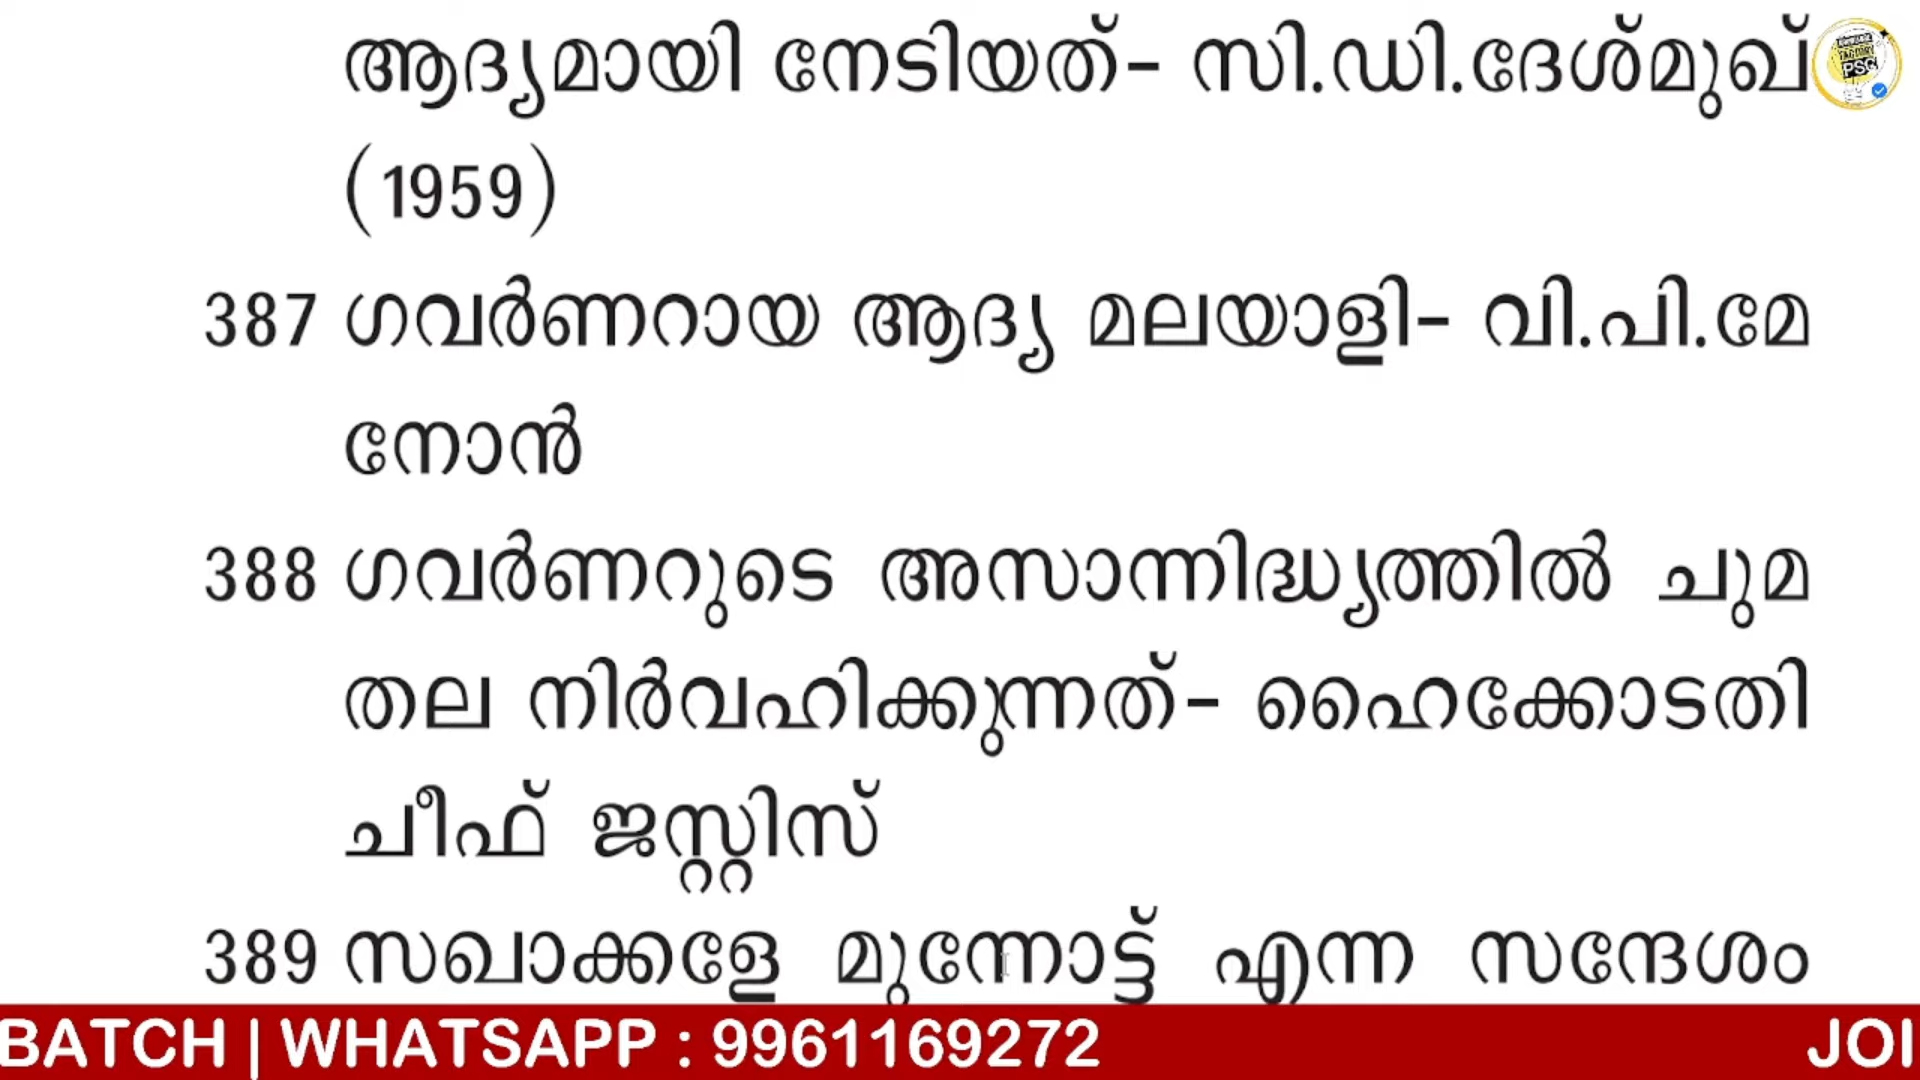 ആദ്യമായി നേടിയത്- സി.ഡി.ദേശ്മുഖ്
(1959)
387 ഗവർണറായ ആദ്യ മലയാളി- വി.പി.മേ
നോൻ
388 ഗവർണറുടെ അസാന്നിദ്ധ്യത്തിൽ ചുമ
തല നിർവഹിക്കുന്നത്- ഹൈക്കോടതി
ചീഫ് ജസ്റ്റിസ്
389 സഖാക്കളേ മുന്നോട്ട് എന്ന സന്ദേശം
BATCH | WHATSAPP : 9961169272 JOI
PSC